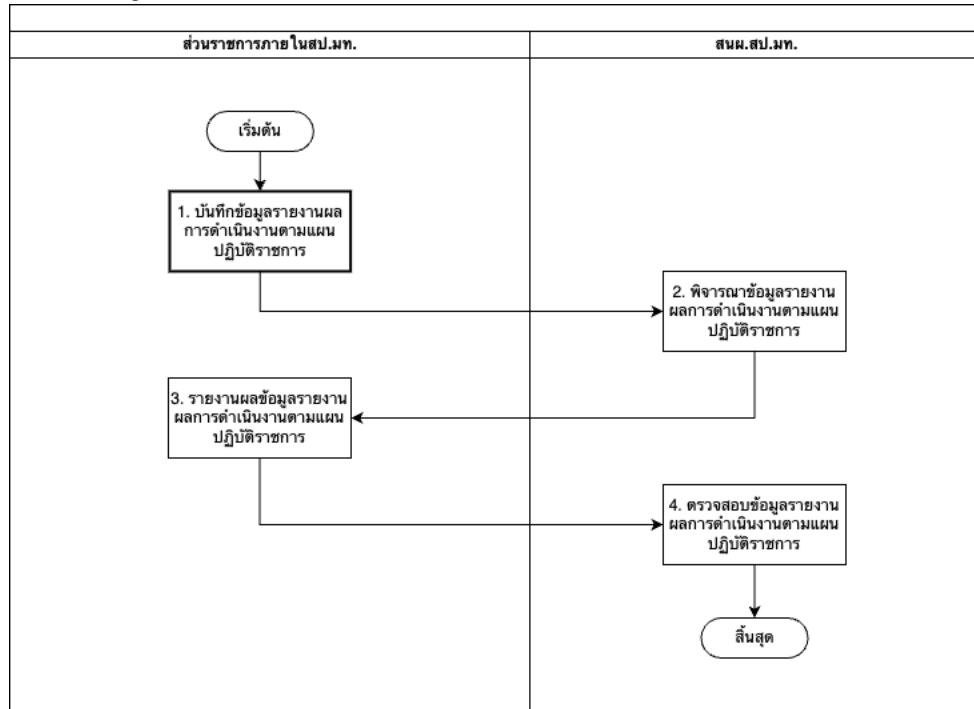 ส่วนราชการภายในสป.มท.
สนผ.สป.มท.
เริ่มต้น
1. บันทึกข้อมูลรายงานผล
การดำเนินงานตามแผน
ปฏิบัติราชการ
2. พิจารณาข้อมูลรายงาน
ผลการดำเนินงานตามแผน
ปฏิบัติราชการ
3. รายงานผลข้อมูลรายงาน
ผลการดำเนินงานตามแผน
ปฏิบัติราชการ
4. ตรวจสอบข้อมูลรายงาน
ผลการดำเนินงานตามแผน
ปฏิบัติราชการ
สิ้นสุด